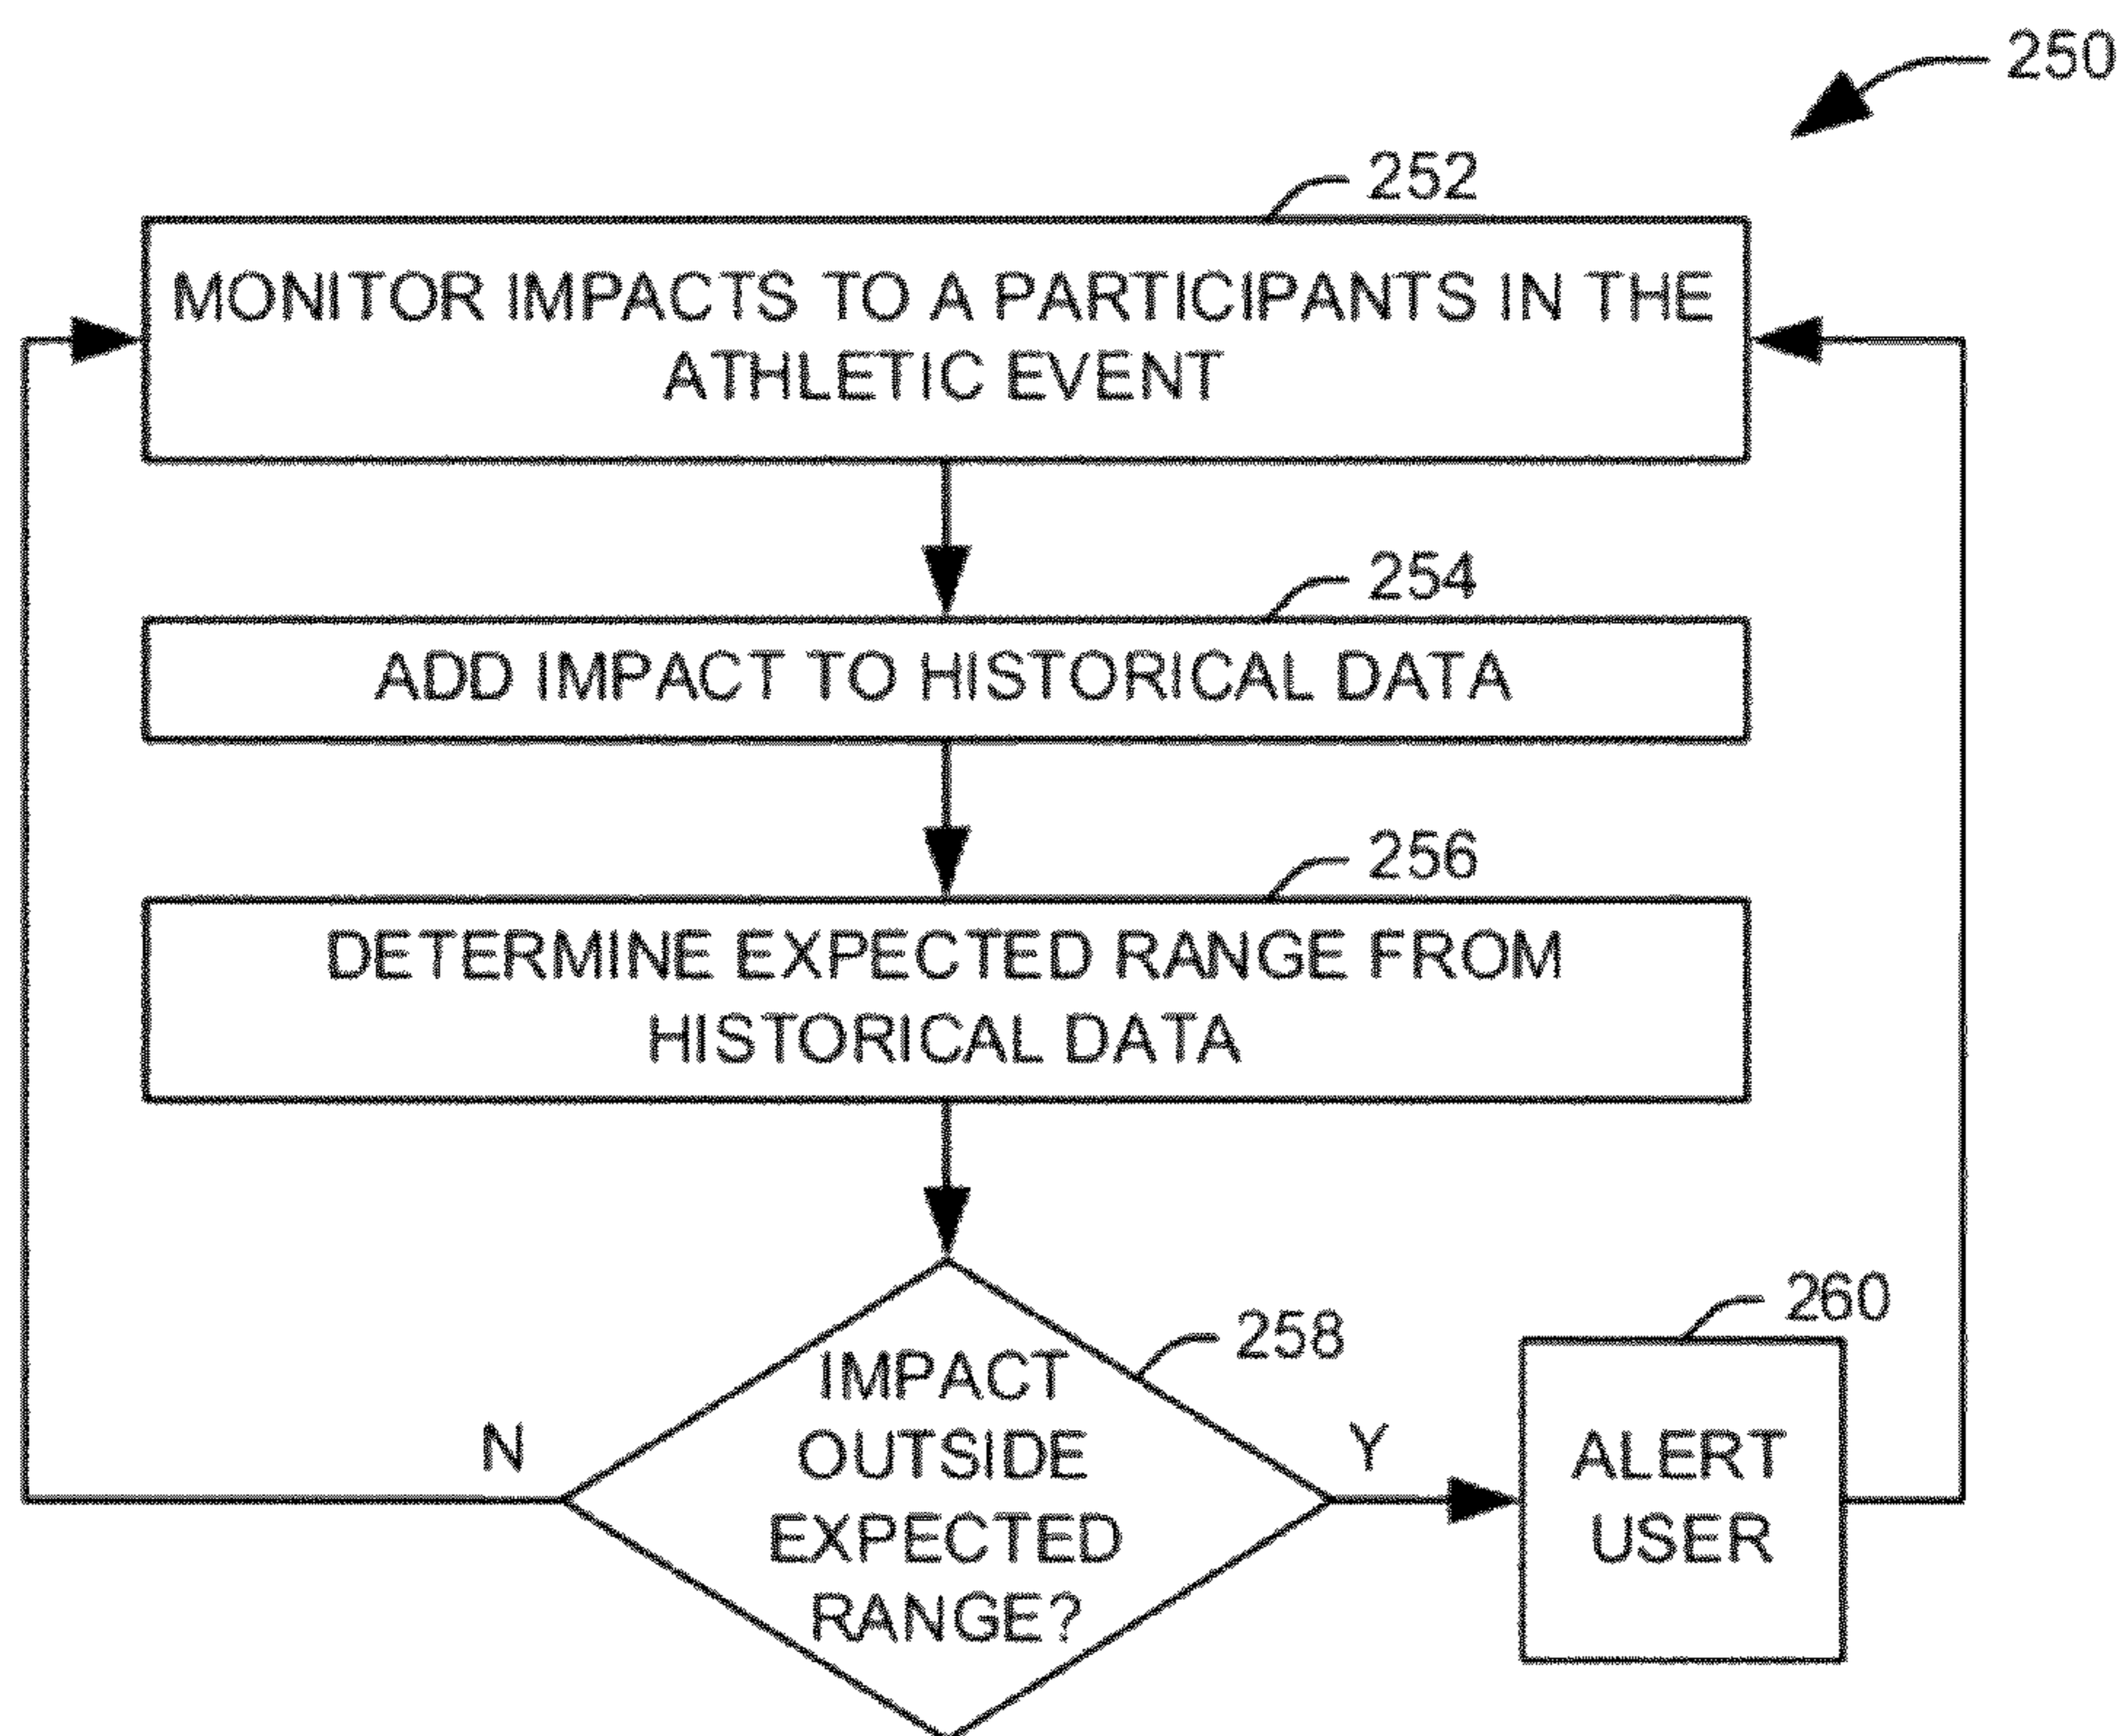 250
252
MONITOR IMPACTS TO A PARTICIPANTS IN THE
ATHLETIC EVENT
254
ADD IMPACT TO HISTORICAL DATA
256
DETERMINE EXPECTED RANGE FROM
HISTORICAL DATA
258
IMPACT
OUTSIDE
EXPECTED
RANGE?
N
Y
260
ALERT
USER